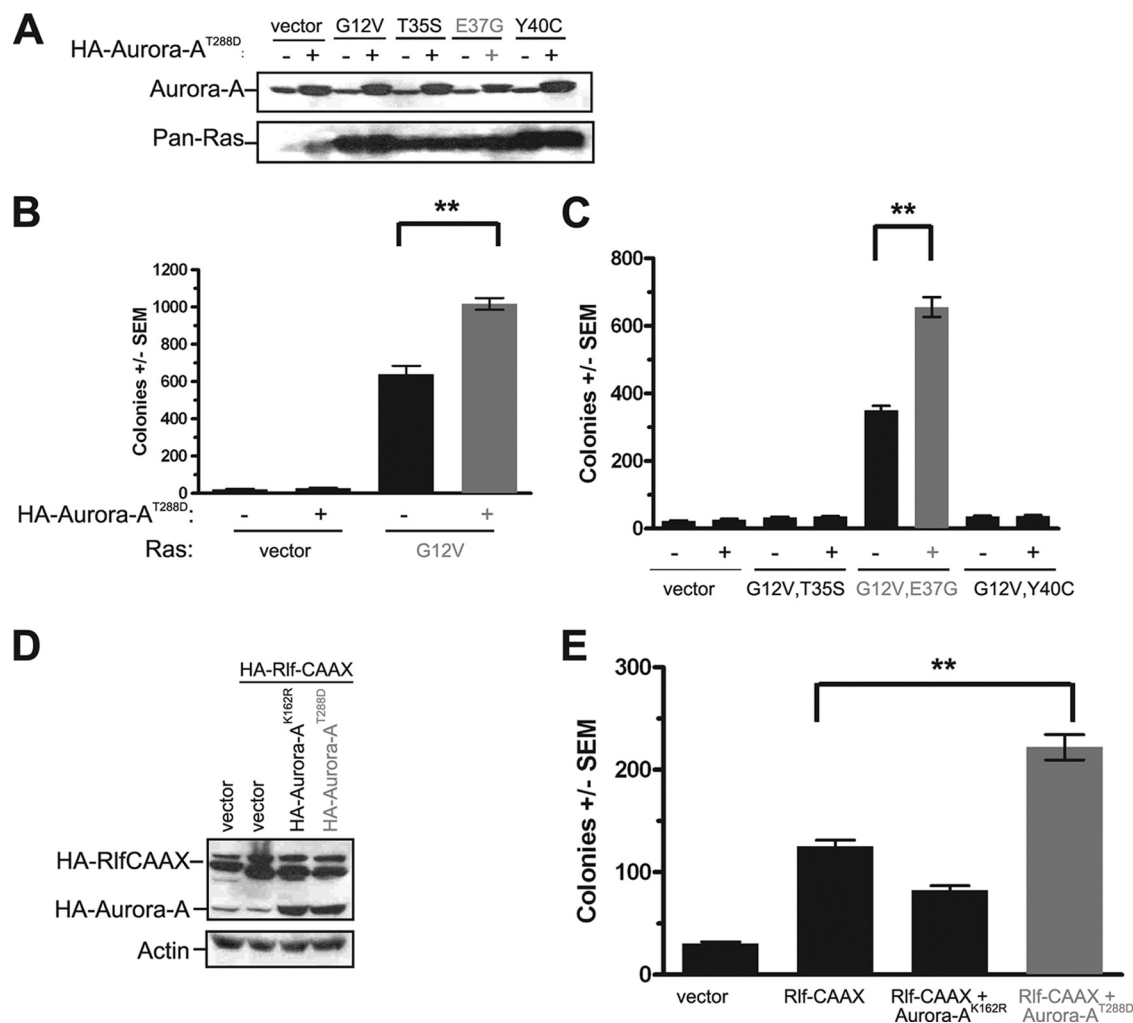 A
vector G12V T35S E37G Y40C
HA-Aurora-A^T288D:
- + - + - + - + - +
Aurora-A
Pan-Ras
B
**
Colonies +/- SEM
1200
1000
800
600
400
200
0
HA-Aurora-A^T288D:
- + - +
Ras: vector G12V
C
**
Colonies +/- SEM
800
600
400
200
0
- + - + - + - +
vector G12V,T35S G12V,E37G G12V,Y40C
D
HA-Rlf-CAAX
vector
vector
HA-Aurora-A^K162R
HA-Aurora-A^T288D
HA-RlfCAAX
HA-Aurora-A
Actin
E
**
Colonies +/- SEM
300
200
100
0
vector
Rlf-CAAX
Rlf-CAAX +
Aurora-A^K162R
Rlf-CAAX +
Aurora-A^T288D